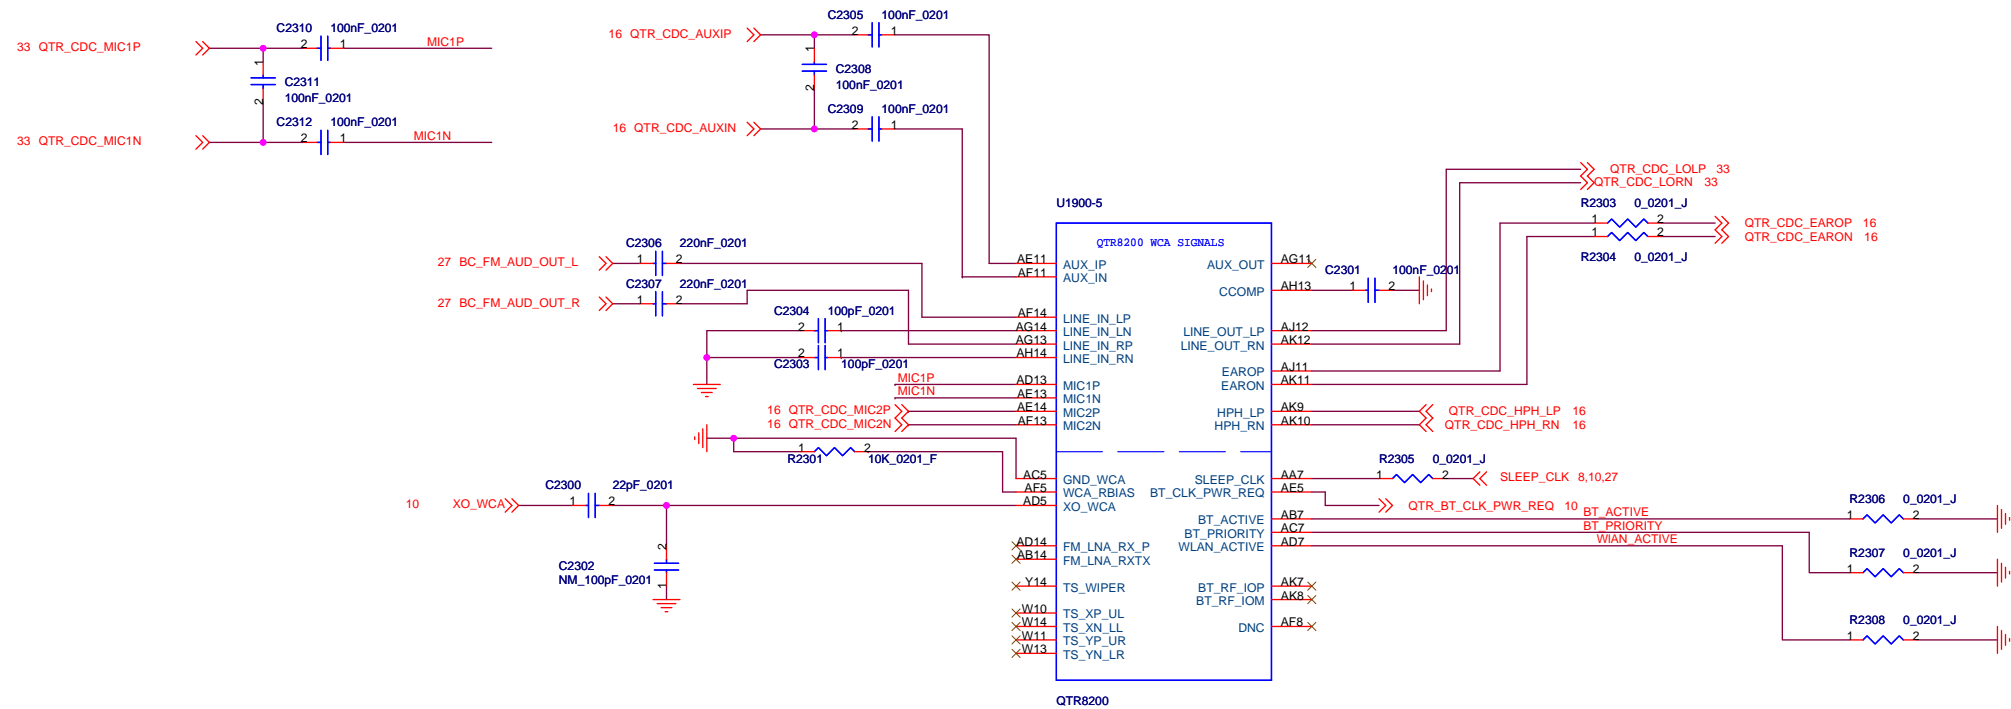 C2310 100nF_0201
33 QTR_CDC_MIC1P 2 1 MIC1P
1
C2311
100nF_0201
2
C2312 100nF_0201
33 QTR_CDC_MIC1N 2 1 MIC1N
C2305 100nF_0201
16 QTR_CDC_AUXIP 2 1
1
C2308
100nF_0201
2
C2309 100nF_0201
16 QTR_CDC_AUXIN 2 1
C2306 220nF_0201
27 BC_FM_AUD_OUT_L 1 2
C2307 220nF_0201
27 BC_FM_AUD_OUT_R 1 2
C2304 100pF_0201
2 1
2 1
C2303 100pF_0201
MIC1P
MIC1N
16 QTR_CDC_MIC2P
16 QTR_CDC_MIC2N
1 2
R2301 10K_0201_F
C2300 22pF_0201
10 XO_WCA 1 2
2
C2302
NM_100pF_0201
1
U1900-5
QTR8200 WCA SIGNALS
AE11 AUX_IP
AF11 AUX_IN
AF14 LINE_IN_LP
AG14 LINE_IN_LN
AG13 LINE_IN_RP
AH14 LINE_IN_RN
AD13 MIC1P
AE13 MIC1N
AE14 MIC2P
AF13 MIC2N
AC5 GND_WCA
AF5 WCA_RBIAS
AD5 XO_WCA
AD14 FM_LNA_RX_P
AB14 FM_LNA_RXTX
Y14 TS_WIPER
W10 TS_XP_UL
W14 TS_XN_LL
W11 TS_YP_UR
W13 TS_YN_LR
AUX_OUT AG11
CCOMP AH13
LINE_OUT_LP AJ12
LINE_OUT_RN AK12
EAROP AJ11
EARON AK11
HPH_LP AK9
HPH_RN AK10
SLEEP_CLK AA7
BT_CLK_PWR_REQ AE5
BT_ACTIVE AB7
BT_PRIORITY AC7
WLAN_ACTIVE AD7
BT_RF_IOP AK7
BT_RF_IOM AK8
DNC AF8
QTR8200
C2301 100nF_0201
1 2
QTR_CDC_LOLP 33
QTR_CDC_LORN 33
R2303 0_0201_J
1 2 QTR_CDC_EAROP 16
1 2 QTR_CDC_EARON 16
R2304 0_0201_J
QTR_CDC_HPH_LP 16
QTR_CDC_HPH_RN 16
R2305 0_0201_J
1 2 SLEEP_CLK 8,10,27
QTR_BT_CLK_PWR_REQ 10
BT_ACTIVE
BT_PRIORITY
WIAN_ACTIVE
R2306 0_0201_J
1 2
R2307 0_0201_J
1 2
R2308 0_0201_J
1 2